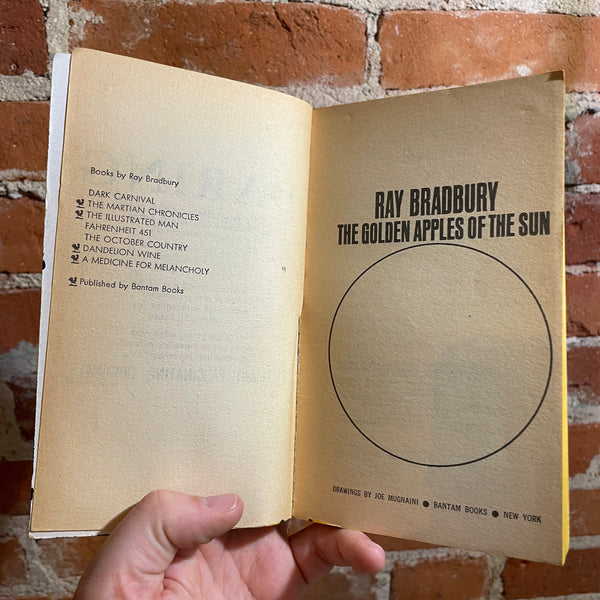 Books by Ray Bradbury
DARK CARNIVAL
THE MARTIAN CHRONICLES
THE ILLUSTRATED MAN
FAHRENHEIT 451
THE OCTOBER COUNTRY
DANDELION WINE
A MEDICINE FOR MELANCHOLY
Published by Bantam Books
RAY BRADBURY
THE GOLDEN APPLES OF THE SUN
DRAWINGS BY JOE MUGNAINI ● BANTAM BOOKS ● NEW YORK